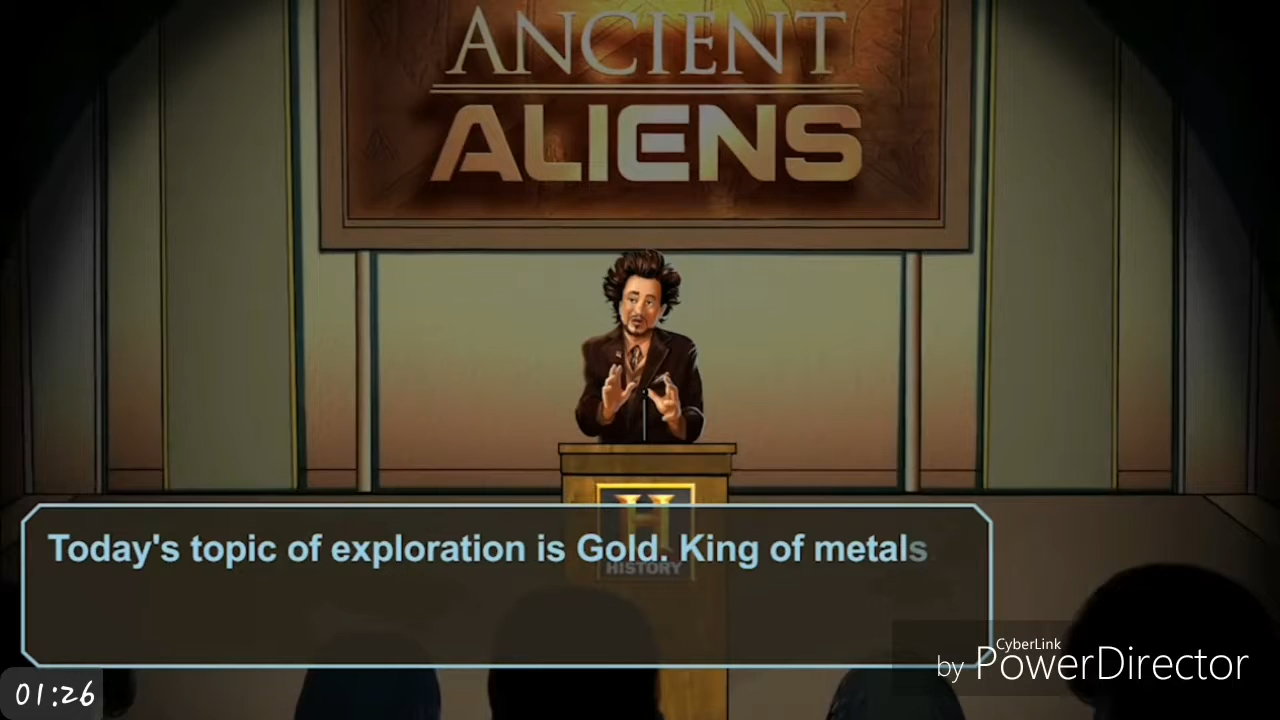 ANCIENT
ALIENS
Today's topic of exploration is Gold. King of metals
H
HISTORY
CyberLink
by PowerDirector
01:26